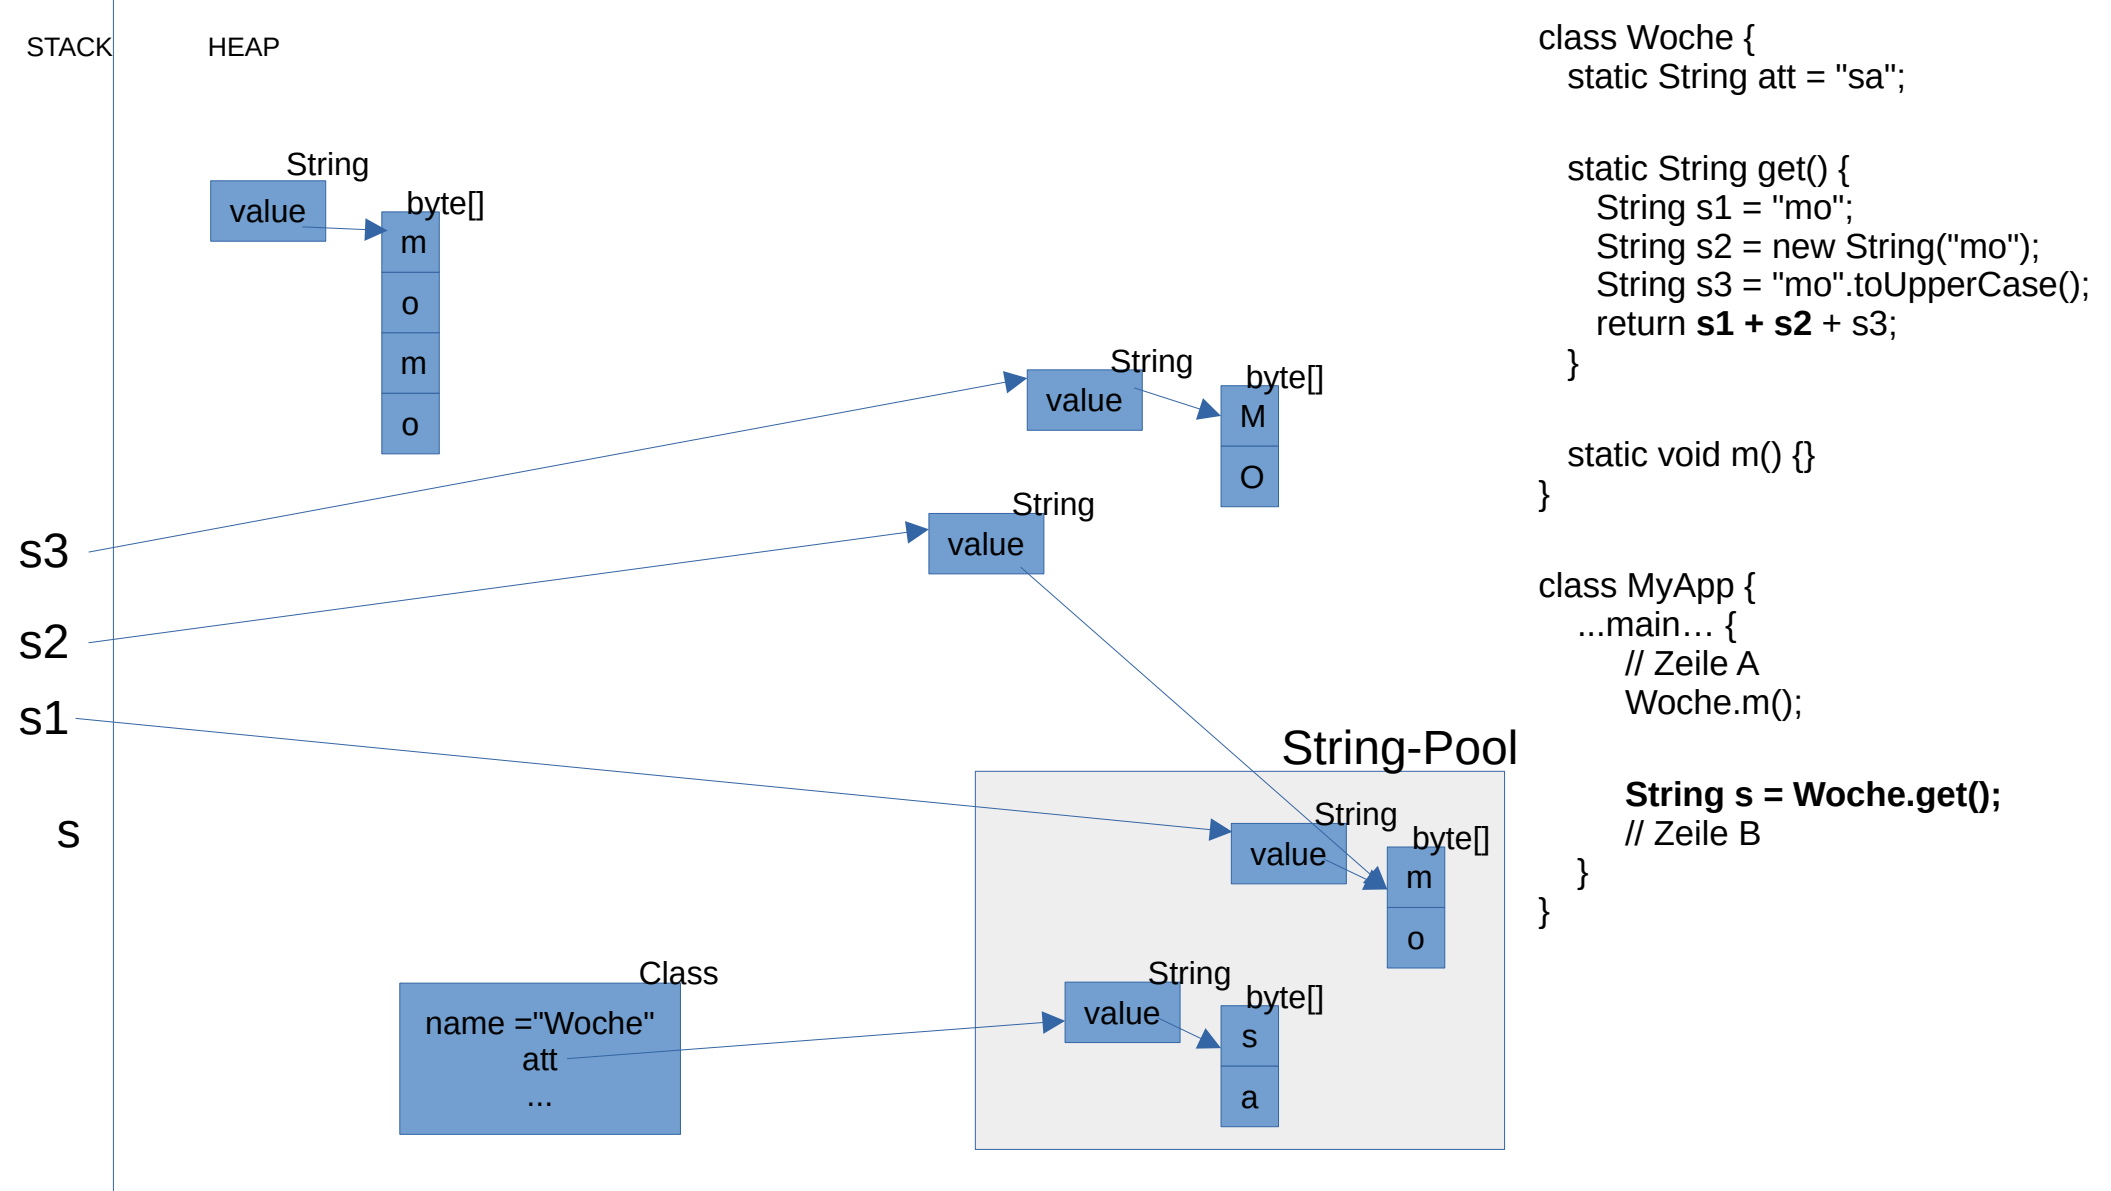 STACK
HEAP
String
value
byte[]
m
o
m
o
String
value
byte[]
M
O
String
value
s3
s2
s1
s
String-Pool
String
value
byte[]
m
o
Class
name ="Woche"
att
...
String
value
byte[]
s
a
class Woche {
static String att = "sa";
static String get() {
String s1 = "mo";
String s2 = new String("mo");
String s3 = "mo".toUpperCase();
return s1 + s2 + s3;
}
static void m() {}
}
class MyApp {
...main… {
// Zeile A
Woche.m();
String s = Woche.get();
// Zeile B
}
}